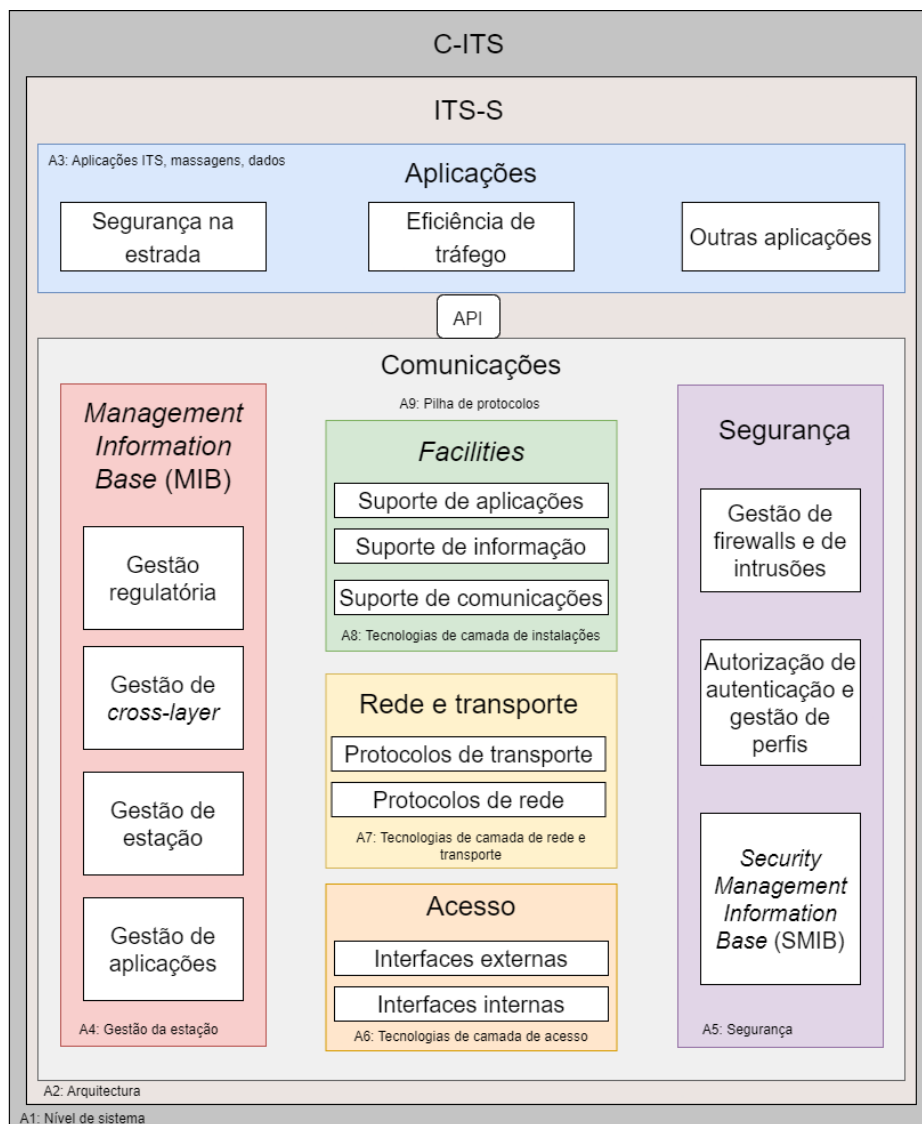 C-ITS
ITS-S
A3: Aplicações ITS, massagens, dados
Aplicações
Segurança na
estrada
Eficiência de
tráfego
Outras aplicações
API
Comunicações
A9: Pilha de protocolos
Management
Information
Base (MIB)
Gestão
regulatória
Gestão de
cross-layer
Gestão de
estação
Gestão de
aplicações
A4: Gestão da estação
Facilities
Suporte de aplicações
Suporte de informação
Suporte de comunicações
A8: Tecnologias de camada de instalações
Rede e transporte
Protocolos de transporte
Protocolos de rede
A7: Tecnologias de camada de rede e
transporte
Acesso
Interfaces externas
Interfaces internas
A6: Tecnologias de camada de acesso
Segurança
Gestão de
firewalls e de
intrusões
Autorização de
autenticação e
gestão de
perfis
Security
Management
Information
Base (SMIB)
A5: Segurança
A2: Arquitectura
A1: Nível de sistema